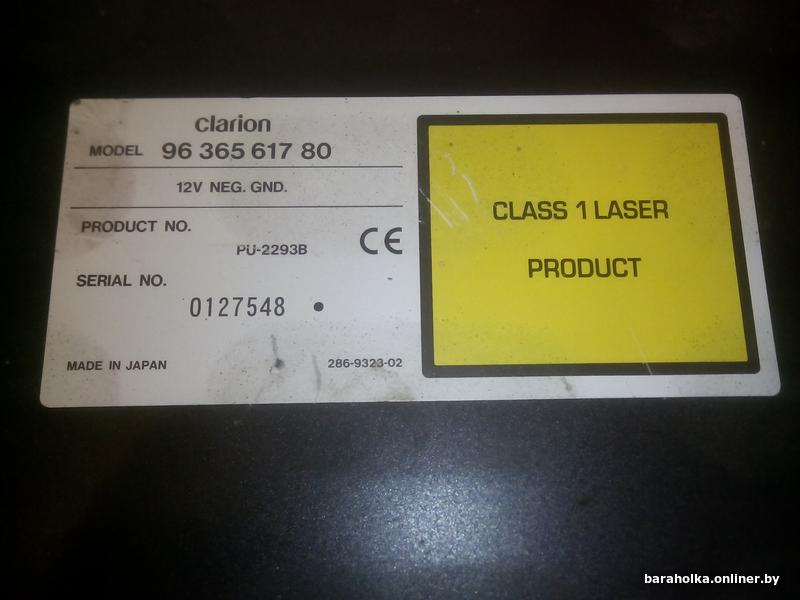 clarion
MODEL 96 365 617 80
12V NEG. GND.
PRODUCT NO.
PU-2293B
CE
SERIAL NO.
0127548
MADE IN JAPAN
286-9323-02
CLASS 1 LASER
PRODUCT
baraholka.onliner.by